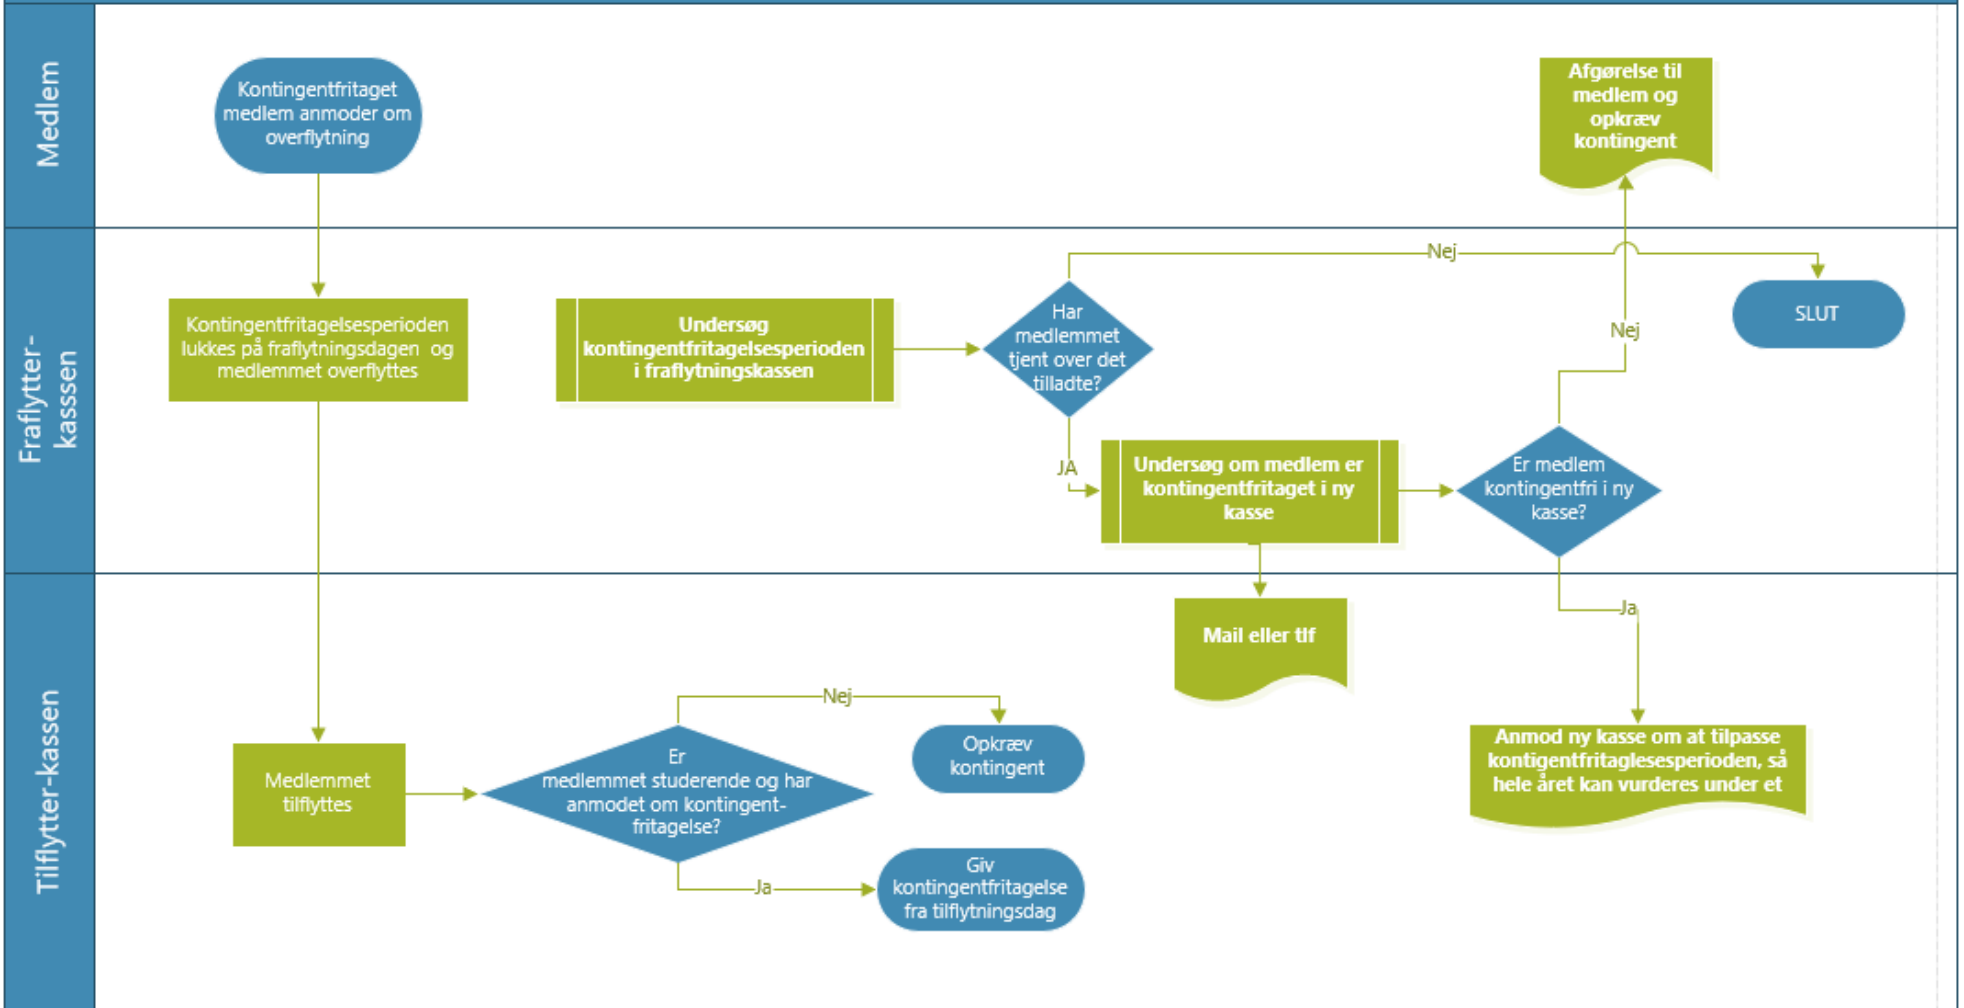 Medlem
Kontingentfritaget
medlem anmoder om
overflytning
Afgørelse til
medlem og
opkræv
kontingent
Fraflytter-
kasssen
Kontingentfritagelsesperioden
lukkes på fraflytningsdagen og
medlemmet overflyttes
Undersøg
kontingentfritagelsesperioden
i fraflytningskassen
Har
medlemmet
tjent over det
tilladte?
Nej
SLUT
JA
Undersøg om medlem er
kontingentfritaget i ny
kasse
Er medlem
kontingentfri i ny
kasse?
Nej
Ja
Tilflytter-kassen
Mail eller tlf
Anmod ny kasse om at tilpasse
kontigentfritaglesesperioden, så
hele året kan vurderes under et
Medlemmet
tilflyttes
Er
medlemmet studerende og har
anmodet om kontingent-
fritagelse?
Nej
Opkræv
kontingent
Ja
Giv
kontingentfritagelse
fra tilflytningsdag